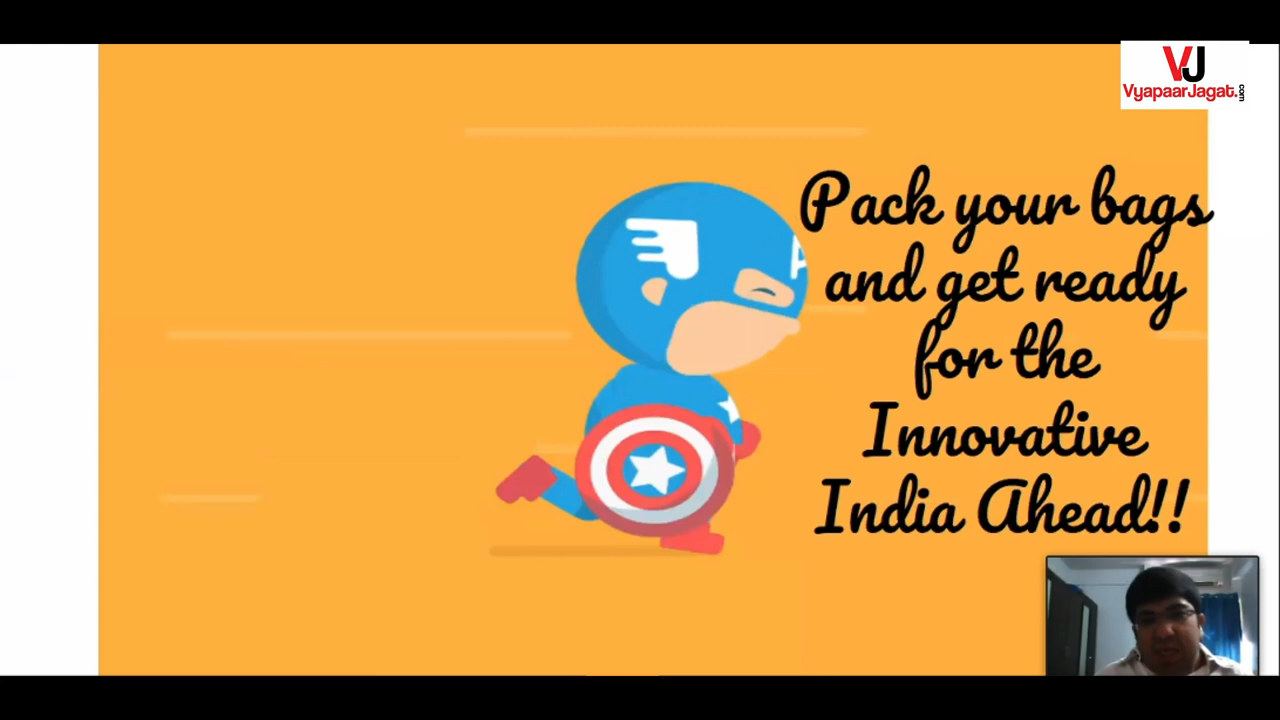 VJ
VyapaarJagat.com
Pack your bags
and get ready
for the
Innovative
India Ahead!!
A